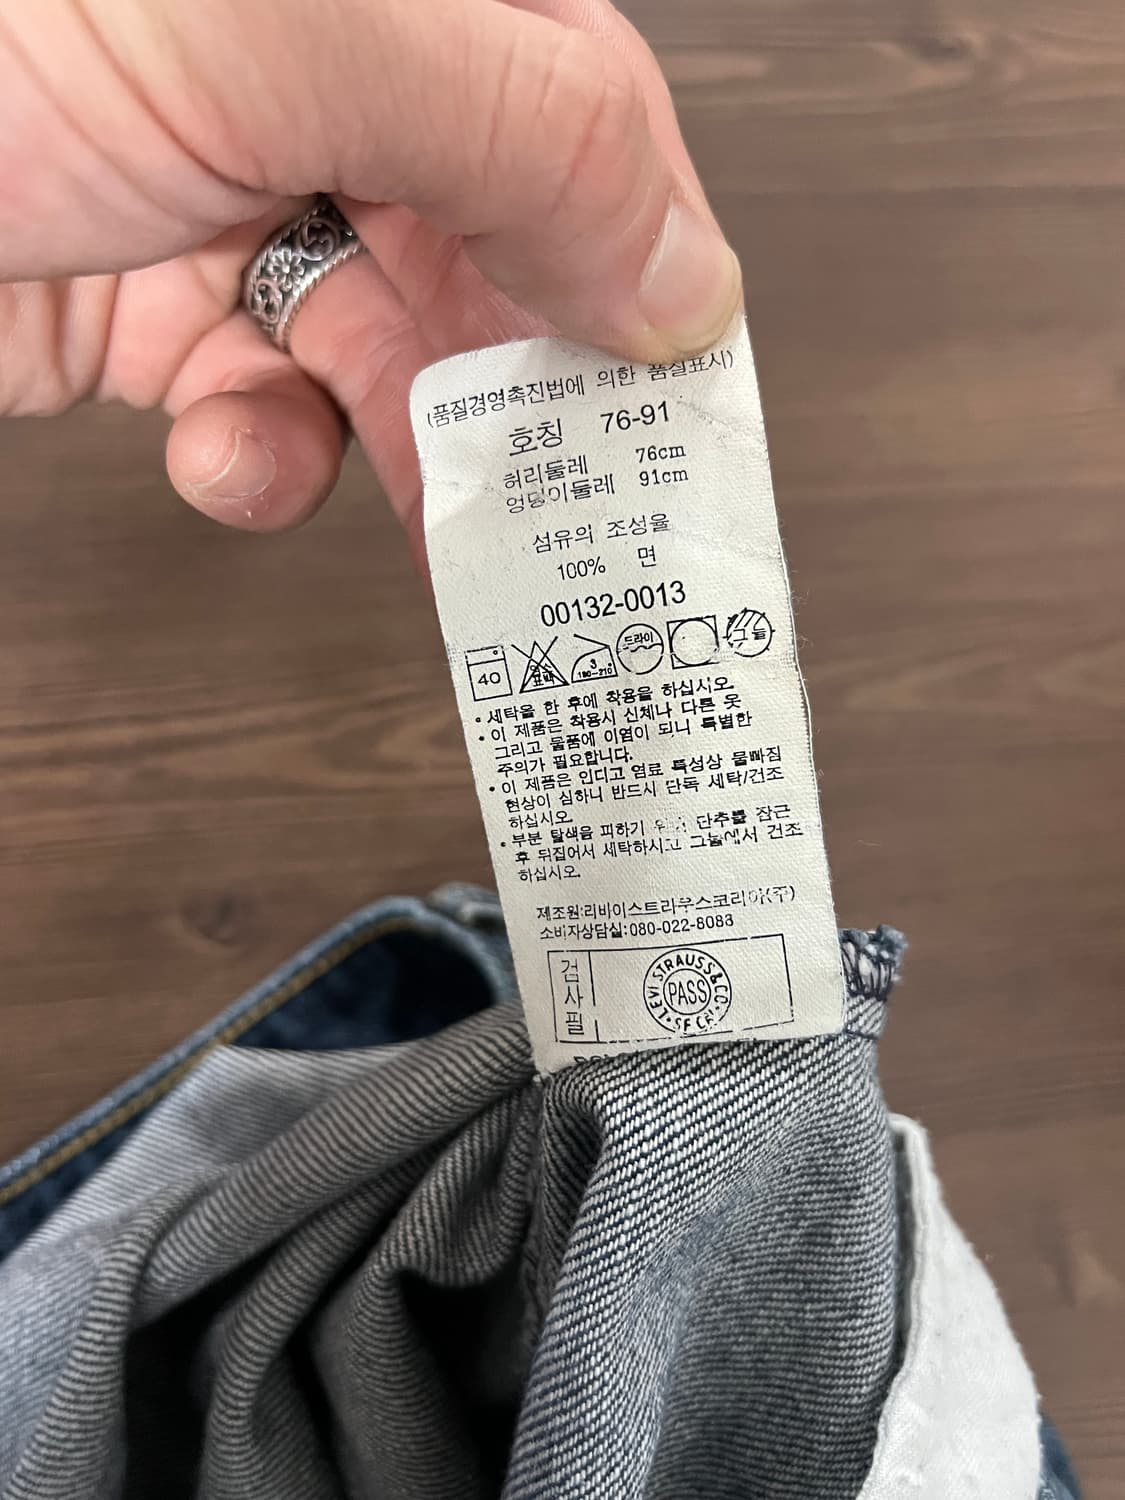 (품질경영촉진법에 의한 품질표시)
호칭 76-91
허리둘레 76cm
엉덩이둘레 91cm
섬유의 조성율
100% 면
00132-0013
40 염소 표백 3 180-210° 드라이 그늘
• 세탁을 한 후에 착용을 하십시오.
• 이 제품은 착용시 신체나 다른 옷
그리고 물품에 이염이 되니 특별한
주의가 필요합니다.
• 이 제품은 인디고 염료 특성상 물빠짐
현상이 심하니 반드시 단독 세탁/건조
하십시오.
• 부분 탈색을 피하기 단추를 잠근
후 뒤집어서 세탁하시고 그늘에서 건조
하십시오.
제조원:리바이스트라우스코리아(주)
소비자상담실:080-022-8083
검사필
LEVI STRAUSS & CO.
PASS